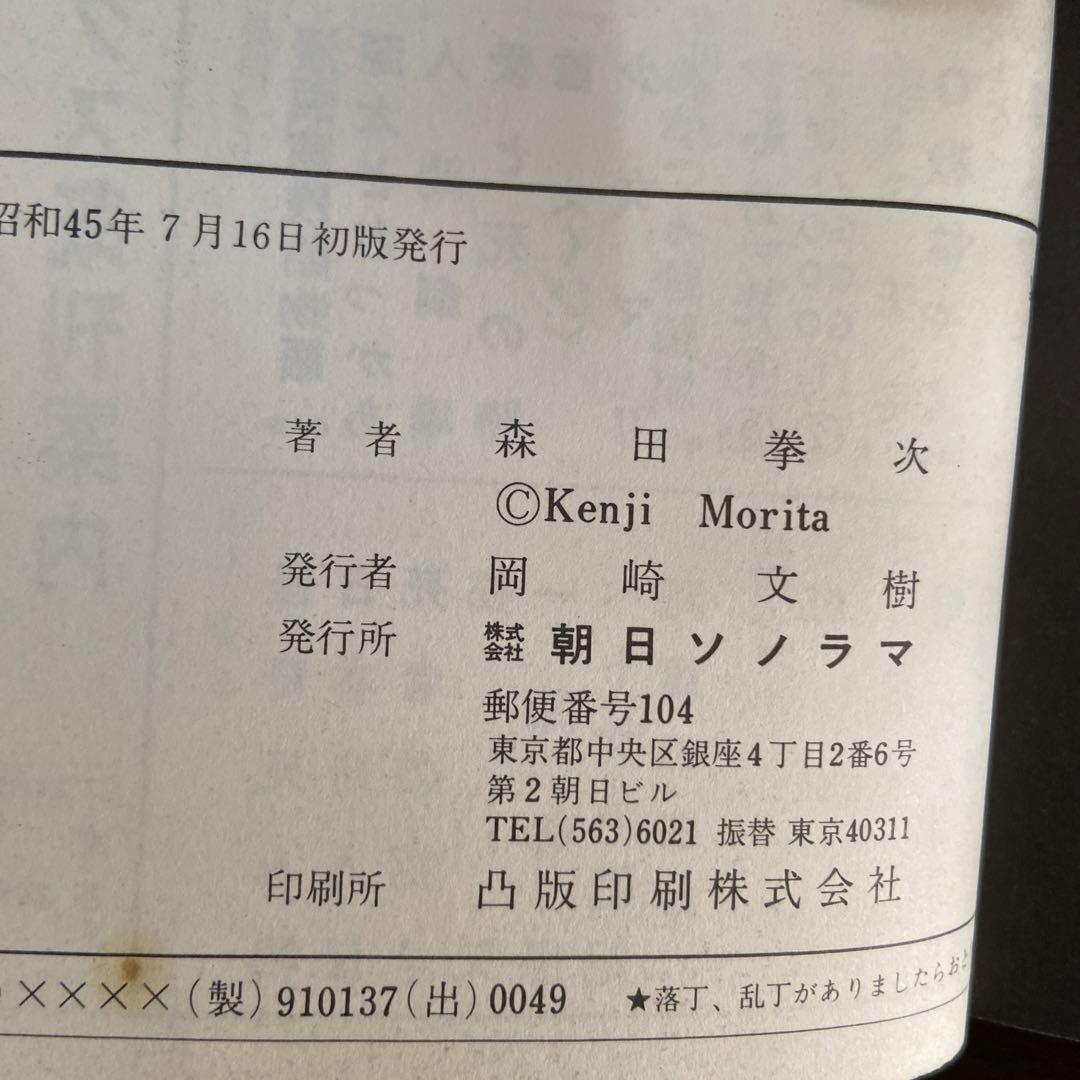 昭和45年7月16日初版発行
著者 森田拳次
©Kenji Morita
発行者 岡崎文樹
発行所 株式会社 朝日ソノラマ
郵便番号104
東京都中央区銀座4丁目2番6号
第2朝日ビル
TEL(563)6021 振替 東京40311
印刷所 凸版印刷株式会社
××××(製)910137(出)0049 ★落丁、乱丁がありましたらお